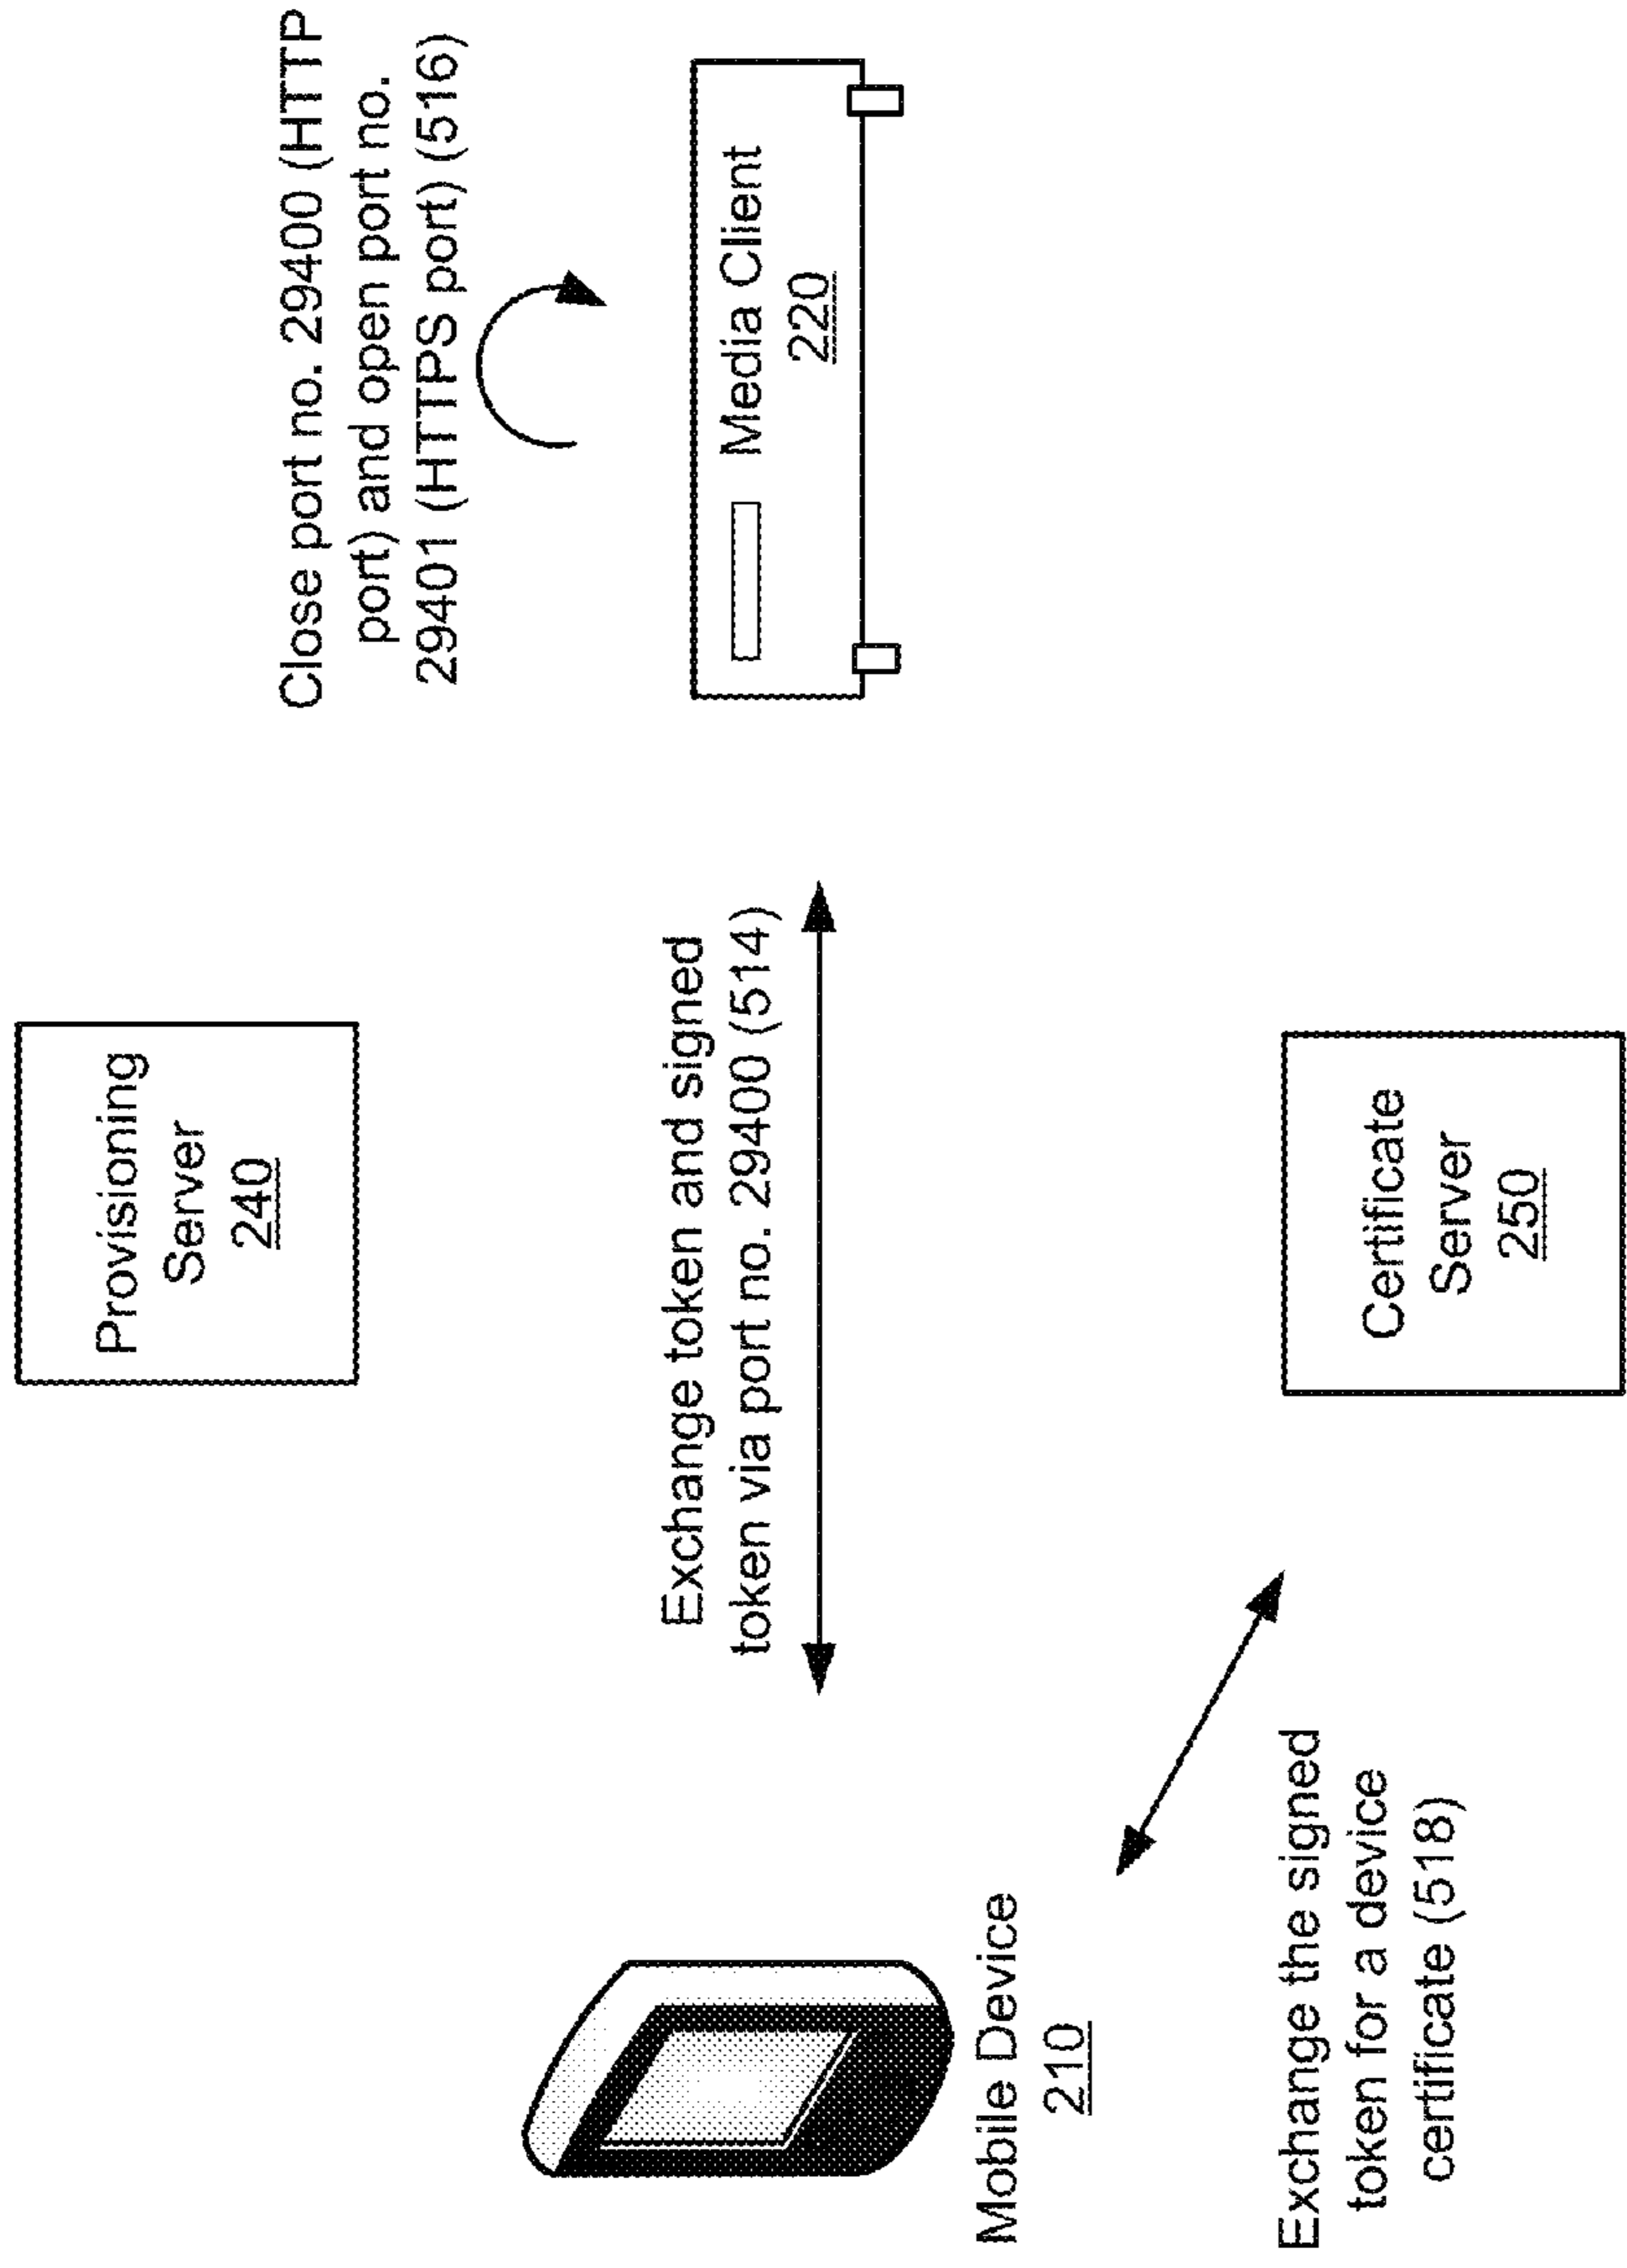 Provisioning
Server
240
Close port no. 29400 (HTTP
port) and open port no.
29401 (HTTPS port) (516)
Exchange token and signed
token via port no. 29400 (514)
Media Client
220
Mobile Device
210
Exchange the signed
token for a device
certificate (518)
Certificate
Server
250